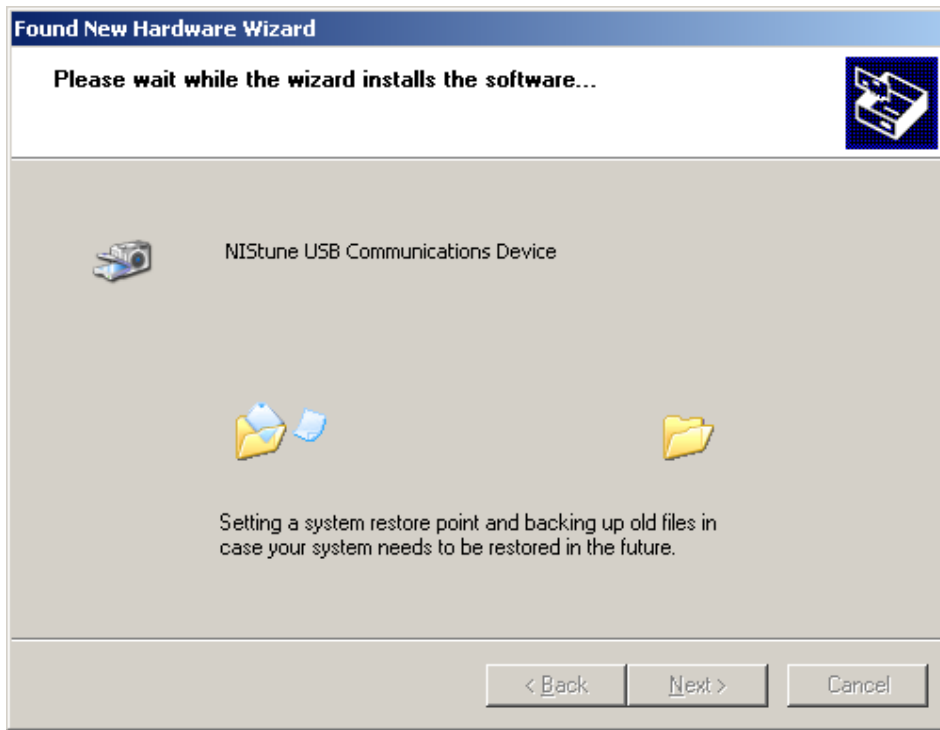 Found New Hardware Wizard
Please wait while the wizard installs the software...
NIStune USB Communications Device
Setting a system restore point and backing up old files in
case your system needs to be restored in the future.
< Back
Next >
Cancel